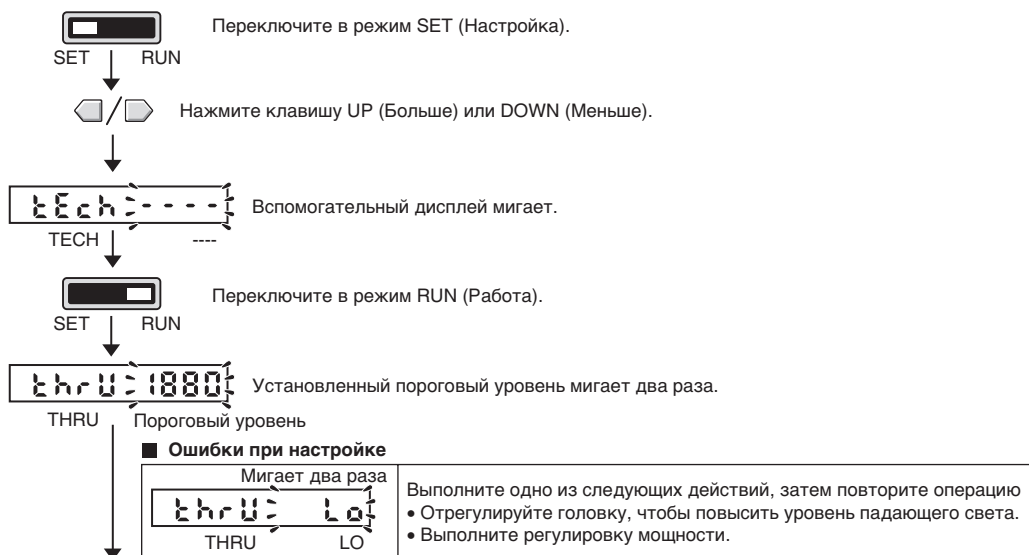 Переключите в режим SET (Настройка).
SET RUN
/ Нажмите клавишу UP (Больше) или DOWN (Меньше).
tEch - - - - Вспомогательный дисплей мигает.
TECH ----
Переключите в режим RUN (Работа).
SET RUN
thrU 1880 Установленный пороговый уровень мигает два раза.
THRU Пороговый уровень
■ Ошибки при настройке
Мигает два раза
thrU Lo
THRU LO
Выполните одно из следующих действий, затем повторите операцию
• Отрегулируйте головку, чтобы повысить уровень падающего света.
• Выполните регулировку мощности.